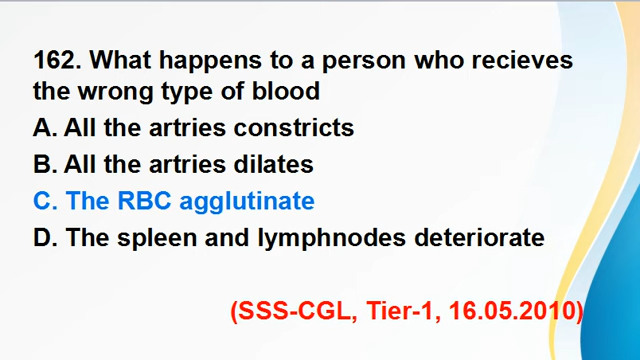 162. What happens to a person who recieves
the wrong type of blood
A. All the artries constricts
B. All the artries dilates
C. The RBC agglutinate
D. The spleen and lymphnodes deteriorate
(SSS-CGL, Tier-1, 16.05.2010)